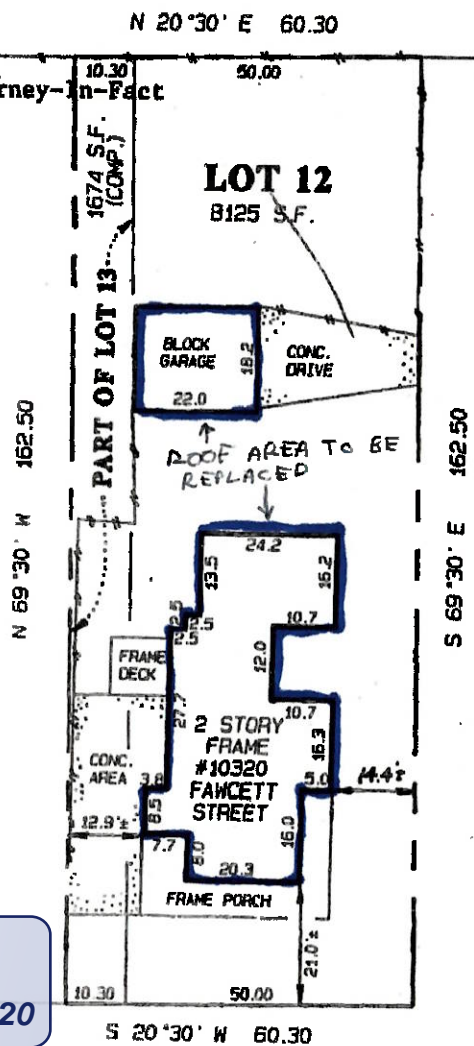 N 20°30' E 60.30
10.30 50.00
rney-In-Fact
1674 S.F.
(COMP.)
LOT 12
8125 S.F.
PART OF LOT 13
BLOCK
GARAGE
18.2
22.0
CONC.
DRIVE
N 69°30' W 162.50
S 69°30' E 162.50
ROOF AREA TO BE
REPLACED
24.2
13.5
16.2
2.5
2.5
10.7
12.0
FRAME
DECK
27.7
10.7
2 STORY
FRAME
#10320
FAWCETT
STREET
16.3
CONC.
AREA
3.8
8.5
5.0
14.4'±
12.9'±
7.7
8.0
16.0
20.3
FRAME PORCH
21.0'±
10.30 50.00
20
S 20°30' W 60.30